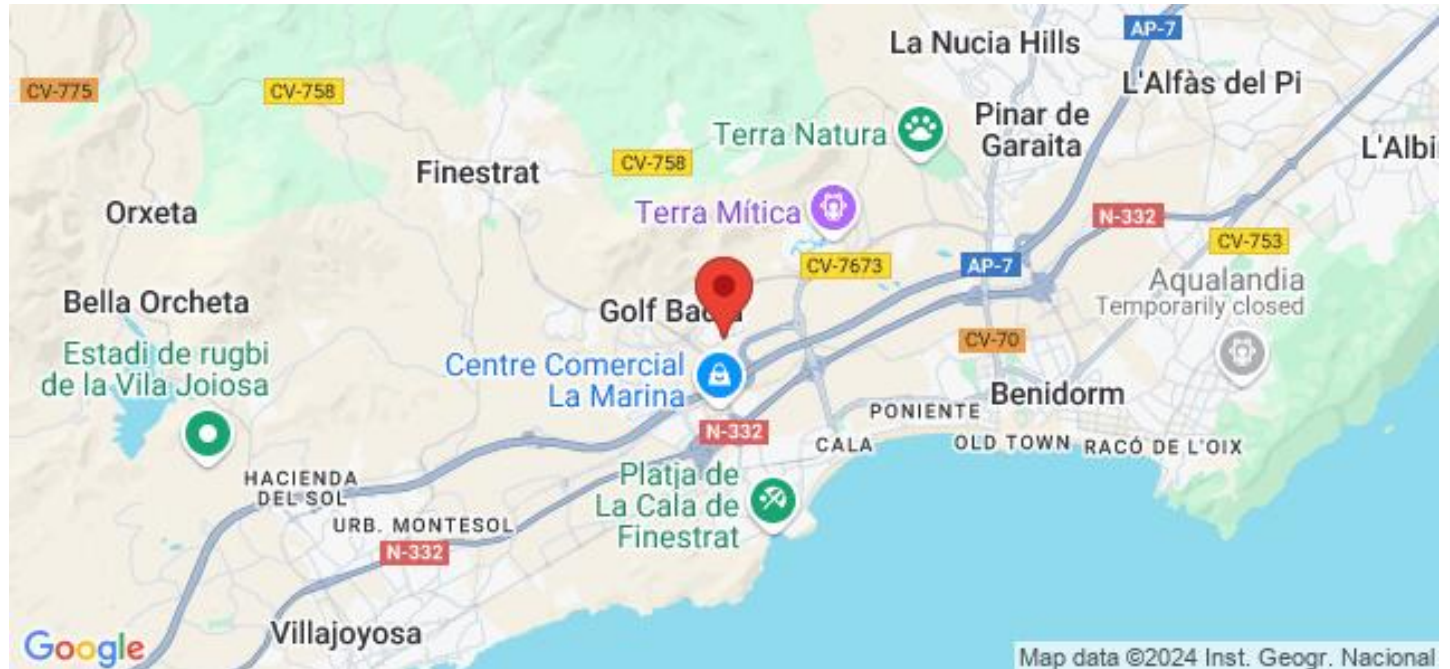 La Nucia Hills
AP-7
CV-775
CV-758
L'Alfàs del Pi
Terra Natura
Pinar de
Garaita
L'Albi
Finestrat
CV-758
Orxeta
Terra Mítica
N-332
CV-753
CV-7673
AP-7
Aqualandia
Temporarily closed
Bella Orcheta
Golf
Estadi de rugbi
de la Vila Joiosa
Centre Comercial
La Marina
CV-70
Benidorm
PONIENTE
N-332
CALA
OLD TOWN
RACÓ DE L'OIX
HACIENDA
DEL SOL
Platja de
La Cala de
Finestrat
URB. MONTESOL
N-332
Villajoyosa
Google
Map data ©2024 Inst. Geogr. Nacional